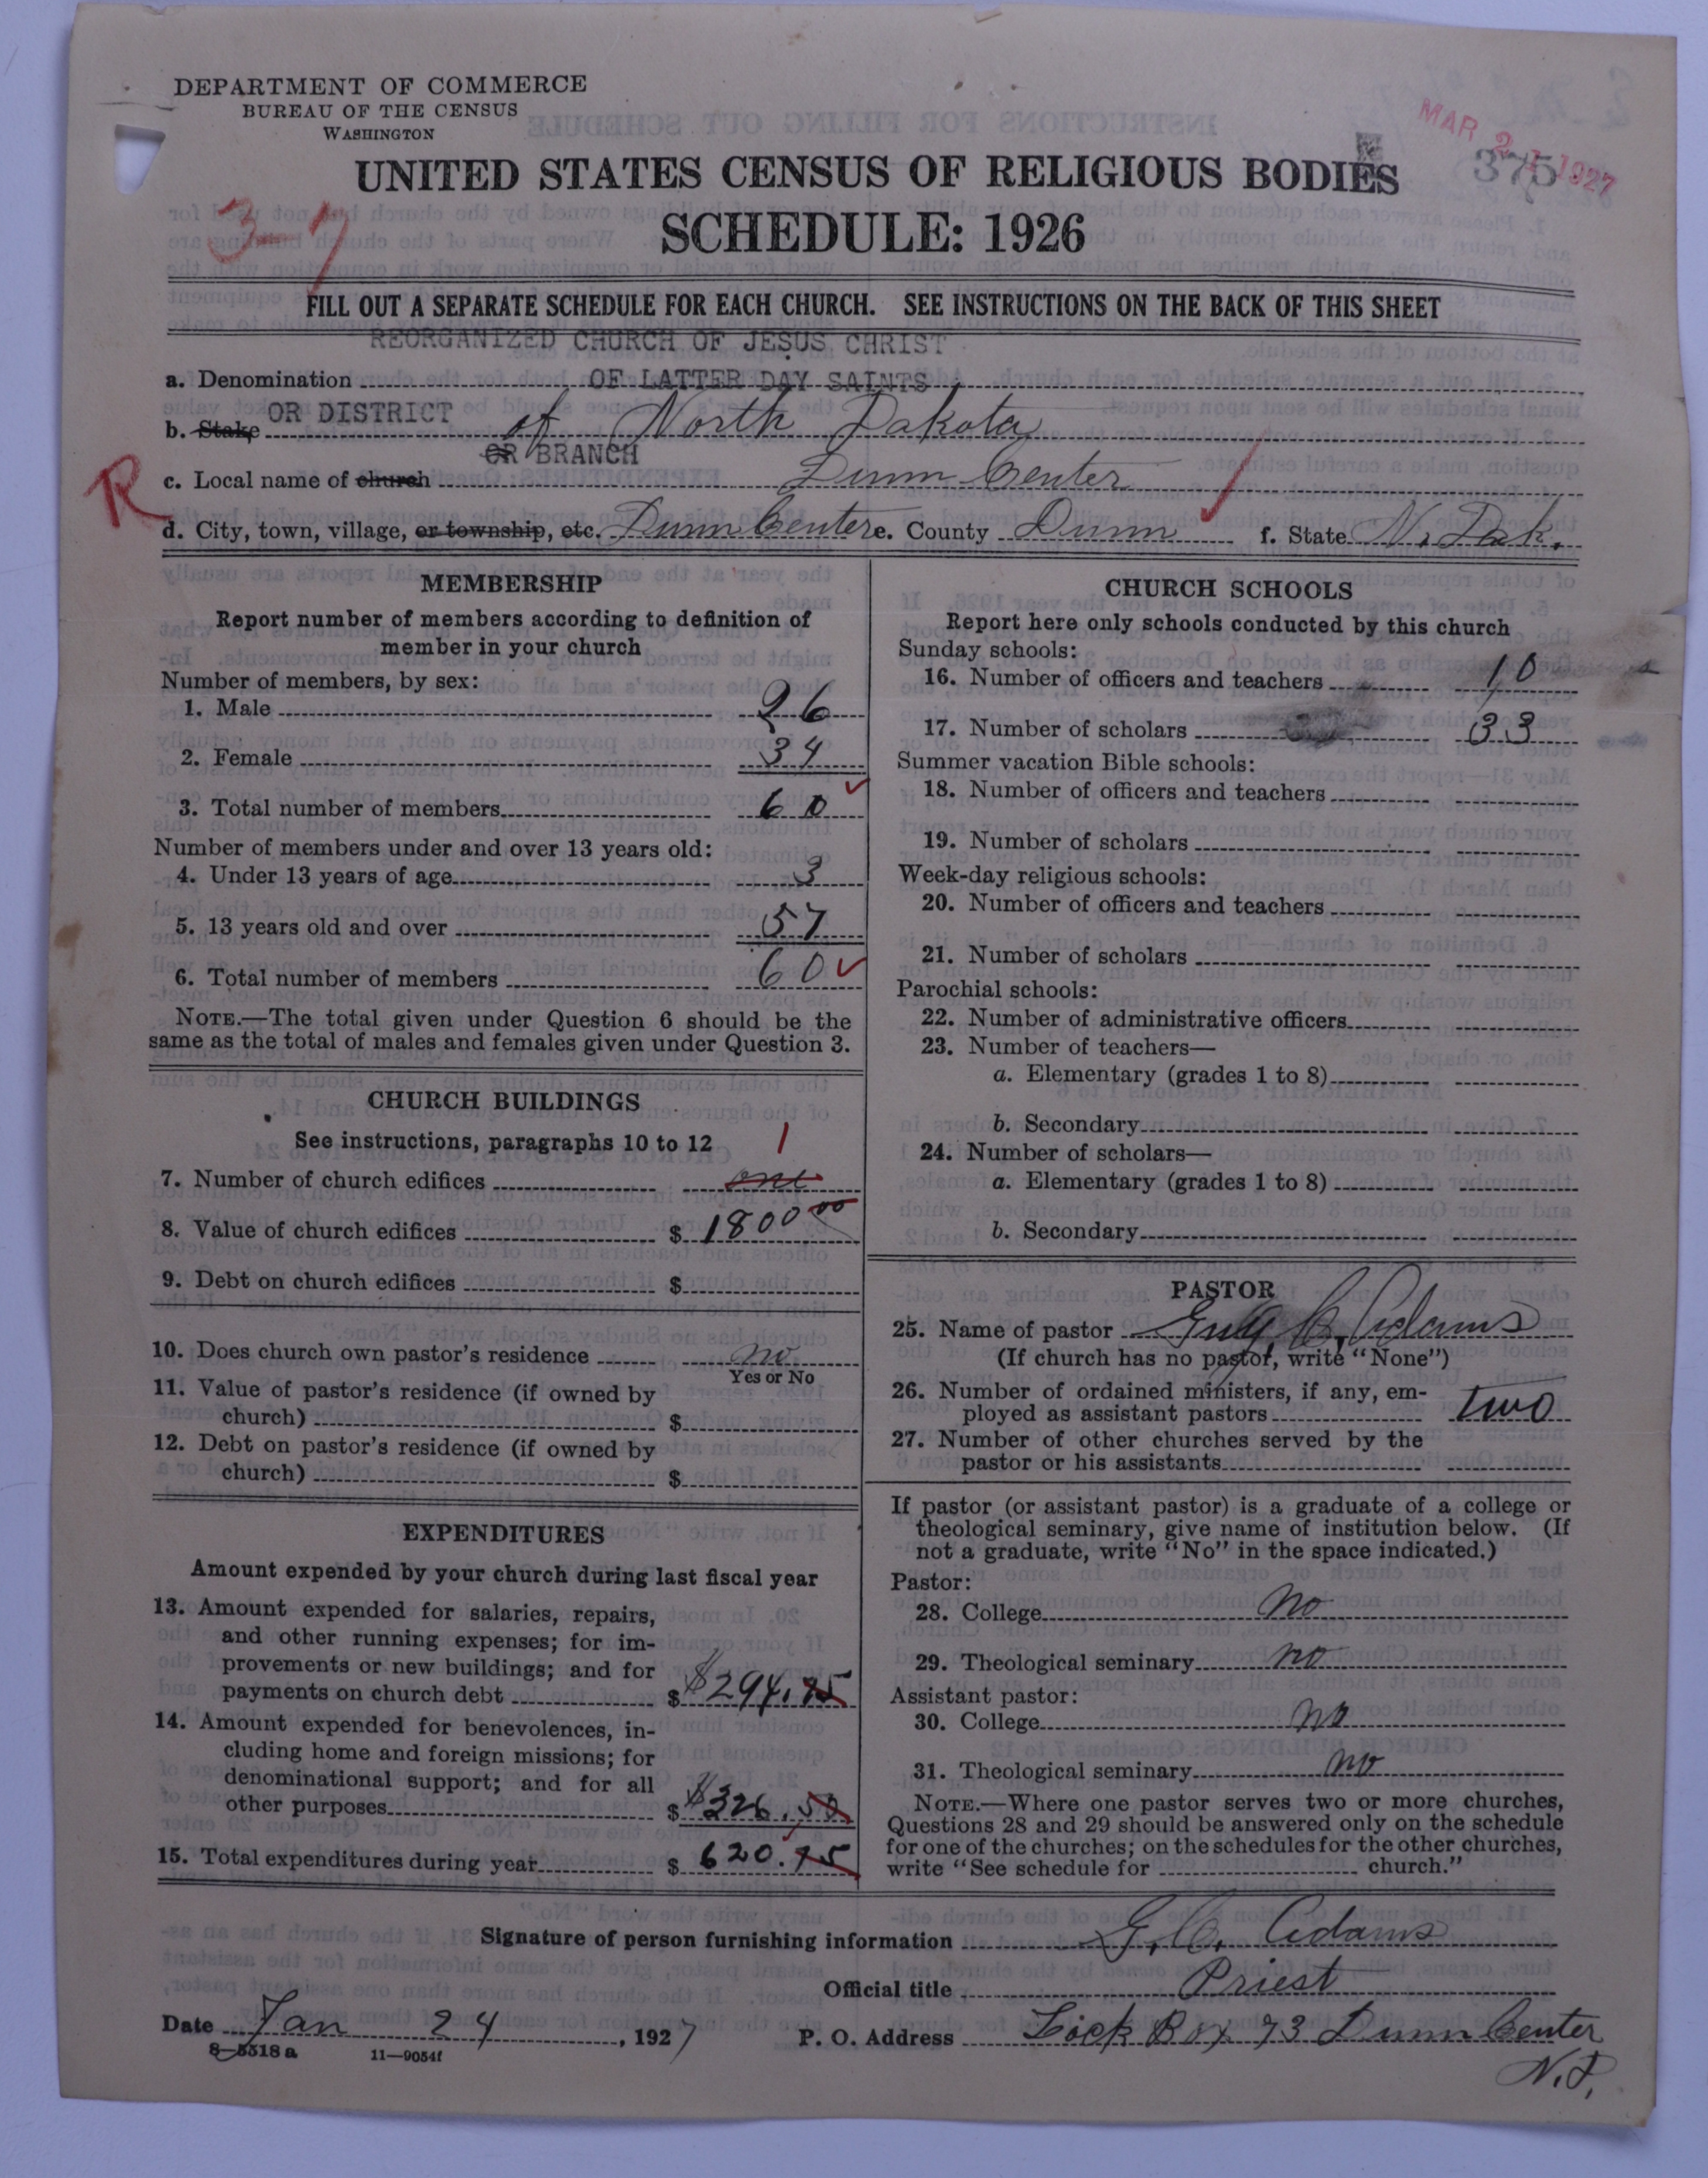 DEPARTMENT OF COMMERCE
BUREAU OF THE CENSUS
WASHINGTON
MAR 2 1 1927
375
UNITED STATES CENSUS OF RELIGIOUS BODIES
SCHEDULE: 1926
3-7
FILL OUT A SEPARATE SCHEDULE FOR EACH CHURCH. SEE INSTRUCTIONS ON THE BACK OF THIS SHEET
REORGANIZED CHURCH OF JESUS CHRIST
a. Denomination OF LATTER DAY SAINTS
OR DISTRICT
b. Stake of North Dakota
OR BRANCH
R
c. Local name of church Dunn Center
d. City, town, village, or township, etc. Dunn Center e. County Dunn f. State N. Dak.
MEMBERSHIP
Report number of members according to definition of
member in your church
Number of members, by sex:
1. Male 26
2. Female 34
3. Total number of members 60
Number of members under and over 13 years old:
4. Under 13 years of age 3
5. 13 years old and over 57
6. Total number of members 60
NOTE.—The total given under Question 6 should be the
same as the total of males and females given under Question 3.
CHURCH BUILDINGS
See instructions, paragraphs 10 to 12
1
7. Number of church edifices one
8. Value of church edifices $ 1800 00
9. Debt on church edifices $
10. Does church own pastor's residence no
Yes or No
11. Value of pastor's residence (if owned by
church) $
12. Debt on pastor's residence (if owned by
church) $
EXPENDITURES
Amount expended by your church during last fiscal year
13. Amount expended for salaries, repairs,
and other running expenses; for im-
provements or new buildings; and for
payments on church debt $ $294.25
14. Amount expended for benevolences, in-
cluding home and foreign missions; for
denominational support; and for all
other purposes $ $326.50
15. Total expenditures during year $ 620.75
CHURCH SCHOOLS
Report here only schools conducted by this church
Sunday schools:
16. Number of officers and teachers 10
17. Number of scholars 33
Summer vacation Bible schools:
18. Number of officers and teachers
19. Number of scholars
Week-day religious schools:
20. Number of officers and teachers
21. Number of scholars
Parochial schools:
22. Number of administrative officers
23. Number of teachers—
a. Elementary (grades 1 to 8)
b. Secondary
24. Number of scholars—
a. Elementary (grades 1 to 8)
b. Secondary
PASTOR
25. Name of pastor Guy C. Adams
(If church has no pastor, write "None")
26. Number of ordained ministers, if any, em-
ployed as assistant pastors two
27. Number of other churches served by the
pastor or his assistants
If pastor (or assistant pastor) is a graduate of a college or
theological seminary, give name of institution below. (If
not a graduate, write "No" in the space indicated.)
Pastor:
28. College no
29. Theological seminary no
Assistant pastor:
30. College no
31. Theological seminary no
NOTE.—Where one pastor serves two or more churches,
Questions 28 and 29 should be answered only on the schedule
for one of the churches; on the schedules for the other churches,
write "See schedule for church."
Signature of person furnishing information G. C. Adams
Official title Priest
Date Jan 24, 1927 P. O. Address Lock Box 73 Dunn Center
N.D.
8-5518a 11-9054f